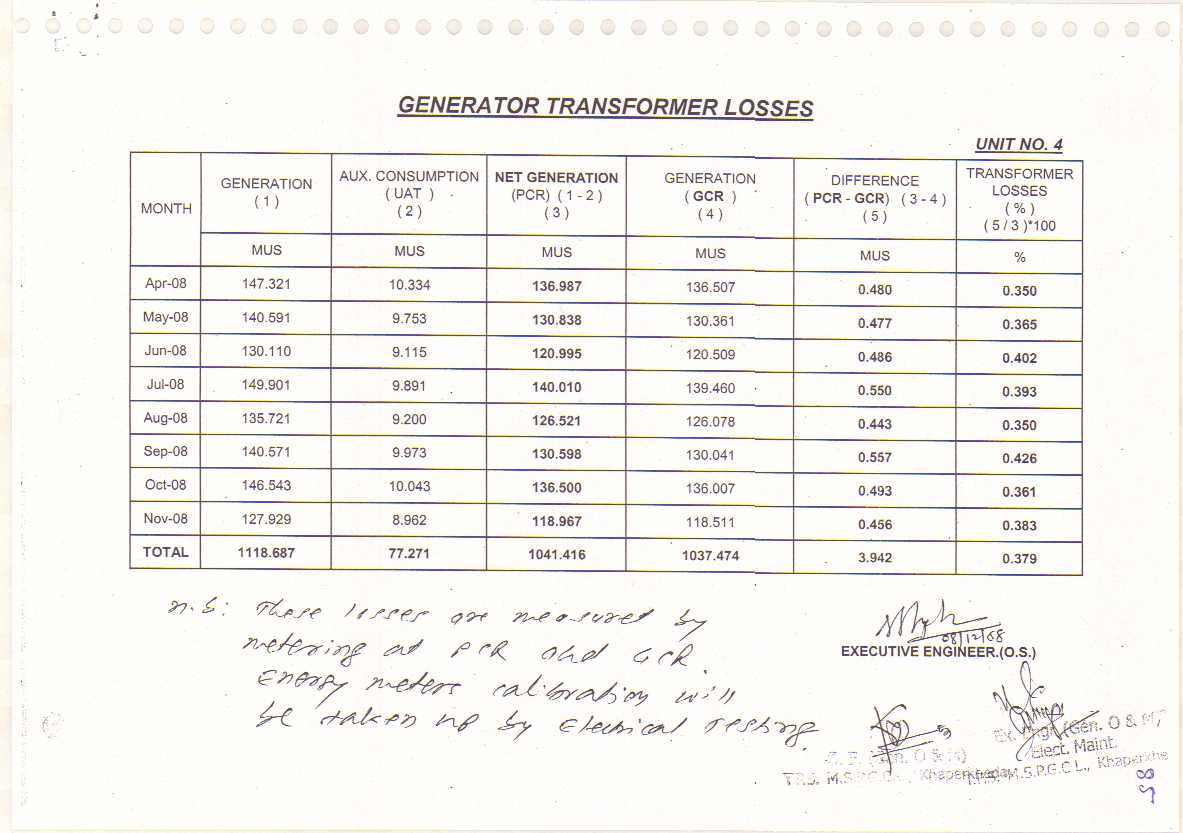 GENERATOR TRANSFORMER LOSSES
UNIT NO. 4
MONTH GENERATION ( 1 ) AUX. CONSUMPTION ( UAT ) ( 2 ) NET GENERATION (PCR) ( 1 - 2 ) ( 3 ) GENERATION ( GCR ) ( 4 ) DIFFERENCE ( PCR - GCR) ( 3 - 4 ) ( 5 ) TRANSFORMER LOSSES ( % ) ( 5 / 3 )*100
MUS MUS MUS MUS MUS %
Apr-08 147.321 10.334 136.987 136.507 0.480 0.350
May-08 140.591 9.753 130.838 130.361 0.477 0.365
Jun-08 130.110 9.115 120.995 120.509 0.486 0.402
Jul-08 149.901 9.891 140.010 139.460 0.550 0.393
Aug-08 135.721 9.200 126.521 126.078 0.443 0.350
Sep-08 140.571 9.973 130.598 130.041 0.557 0.426
Oct-08 146.543 10.043 136.500 136.007 0.493 0.361
Nov-08 127.929 8.962 118.967 118.511 0.456 0.383
TOTAL 1118.687 77.271 1041.416 1037.474 3.942 0.379
n.b: These losses are measured by
metering at PCR and GCR.
Energy meters calibration will
be taken up by Electrical Testing.
08/12/08
EXECUTIVE ENGINEER.(O.S.)
(Gen. O & M)
Elect. Maint.
M.S.P.G.C L., Khaperkhe
58